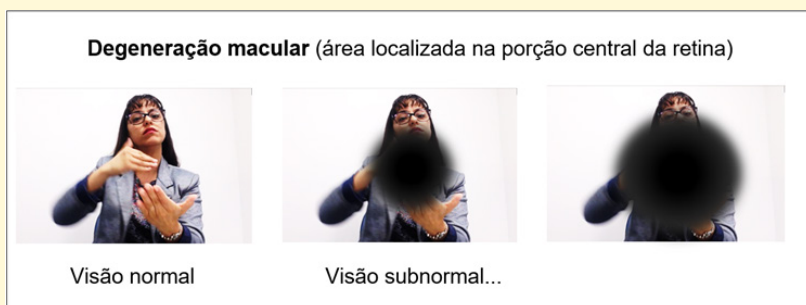 Degeneração macular (área localizada na porção central da retina)
Visão normal
Visão subnormal...